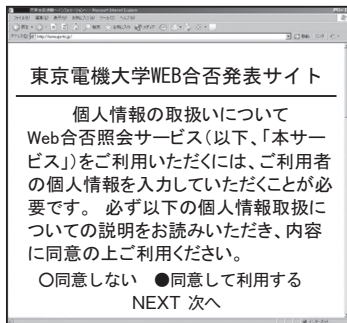 東京電機大学WEB合否発表サイト
個人情報の取扱いについて
Web合否照会サービス（以下、「本サー
ビス」）をご利用いただくには、ご利用者
の個人情報を入力していただくことが必
要です。 必ず以下の個人情報取扱に
ついての説明をお読みいただき、内容
に同意の上ご利用ください。
○同意しない ●同意して利用する
NEXT 次へ